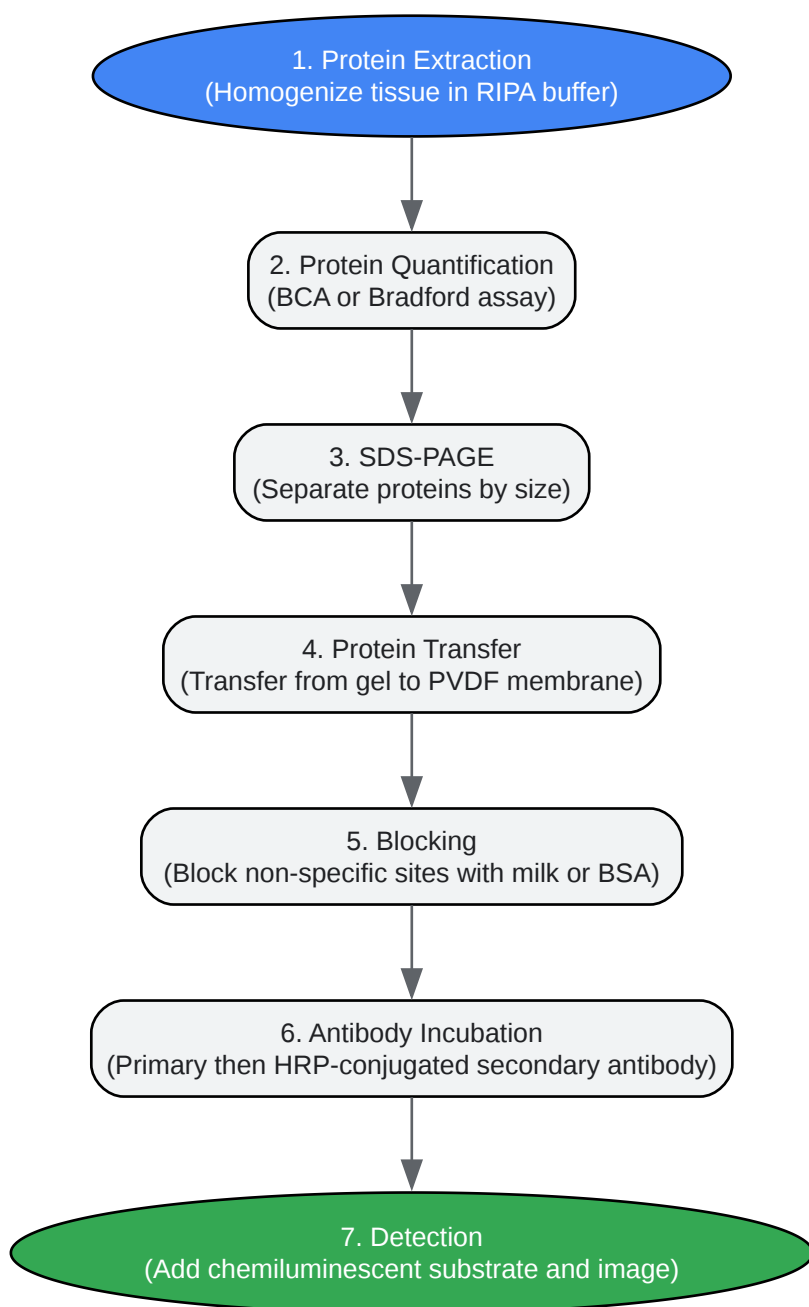 1. Protein Extraction
(Homogenize tissue in RIPA buffer)
2. Protein Quantification
(BCA or Bradford assay)
3. SDS-PAGE
(Separate proteins by size)
4. Protein Transfer
(Transfer from gel to PVDF membrane)
5. Blocking
(Block non-specific sites with milk or BSA)
6. Antibody Incubation
(Primary then HRP-conjugated secondary antibody)
7. Detection
(Add chemiluminescent substrate and image)